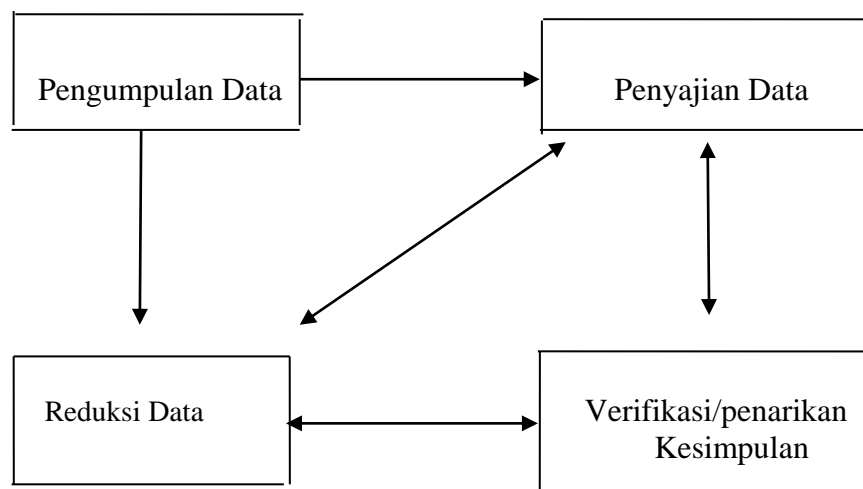 Pengumpulan Data
Penyajian Data
Reduksi Data
Verifikasi/penarikan
Kesimpulan